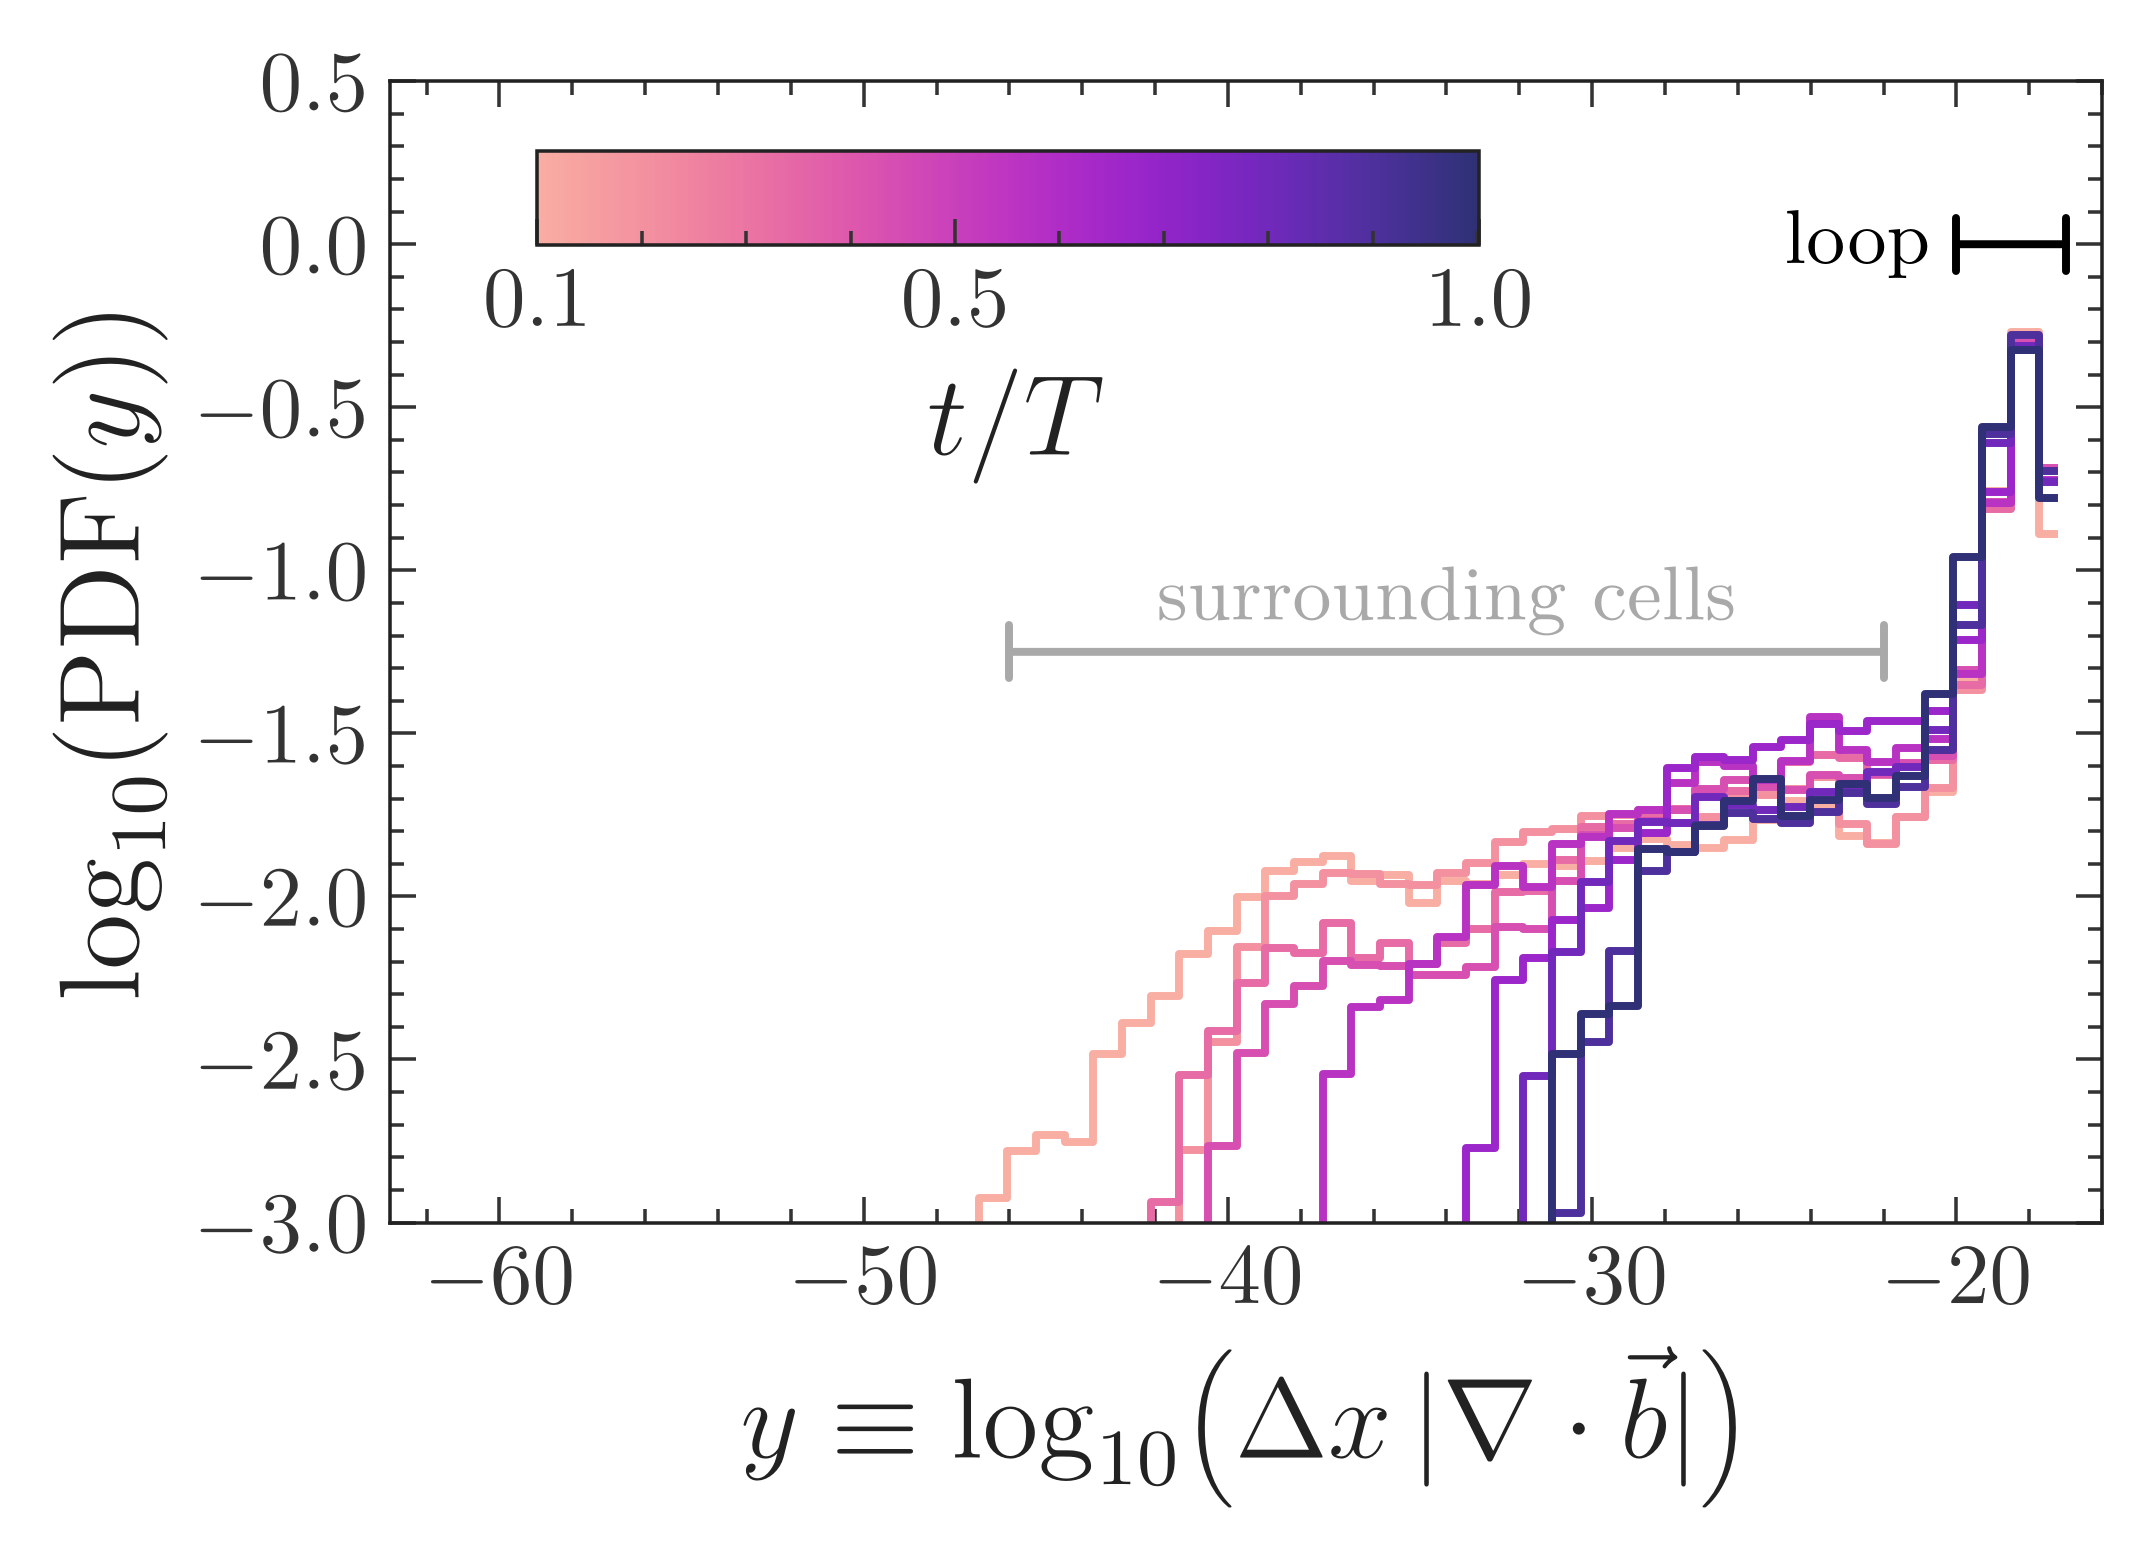 0.5
0.0
−0.5
−1.0
−1.5
−2.0
−2.5
−3.0
log₁₀(PDF(y))
0.1 0.5 1.0
t/T
loop
surrounding cells
−60 −50 −40 −30 −20
y ≡ log₁₀(Δx |∇ · b⃗|)